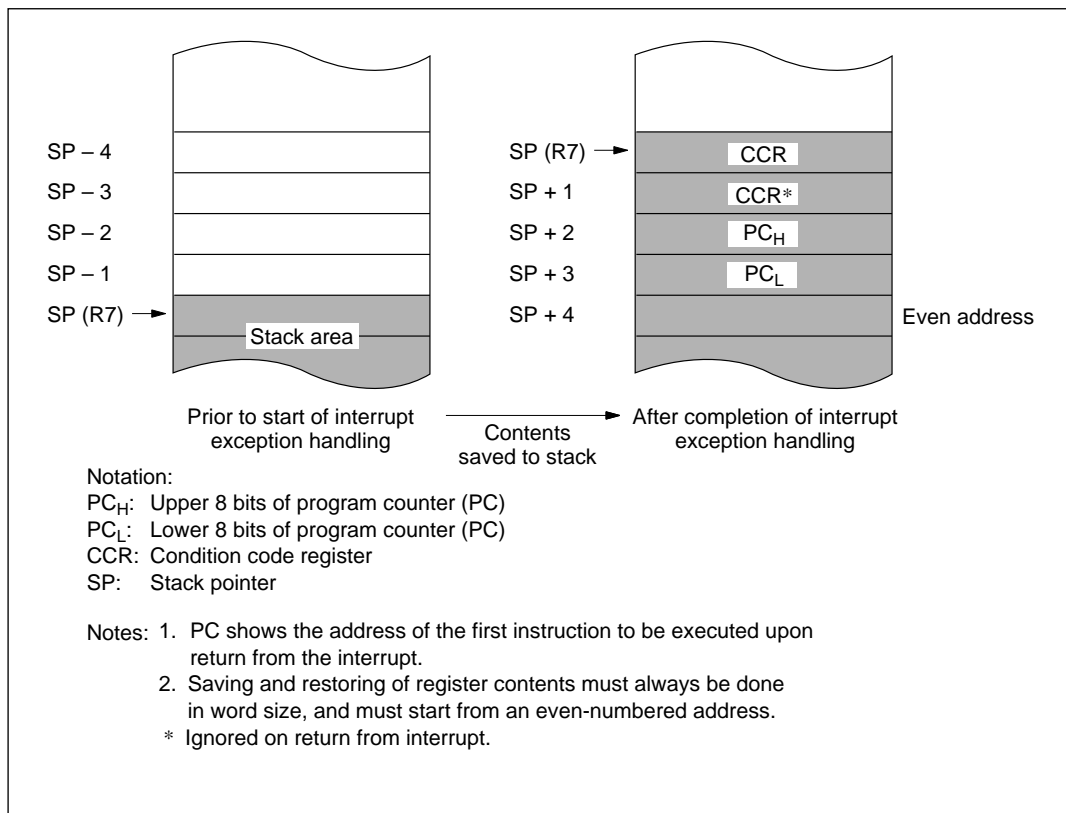 SP – 4
SP – 3
SP – 2
SP – 1
SP (R7)
Stack area
SP (R7)
SP + 1
SP + 2
SP + 3
SP + 4
CCR
CCR*
PCH
PCL
Even address
Prior to start of interrupt
exception handling
Contents
saved to stack
After completion of interrupt
exception handling
Notation:
PCH: Upper 8 bits of program counter (PC)
PCL: Lower 8 bits of program counter (PC)
CCR: Condition code register
SP: Stack pointer
Notes: 1. PC shows the address of the first instruction to be executed upon
return from the interrupt.
2. Saving and restoring of register contents must always be done
in word size, and must start from an even-numbered address.
* Ignored on return from interrupt.